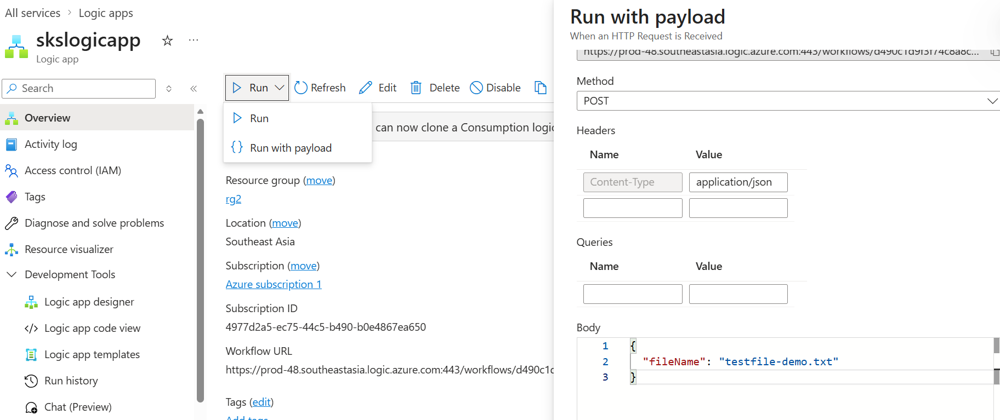 All services > Logic apps
skslogicapp
Logic app
Search
Overview
Activity log
Access control (IAM)
Tags
Diagnose and solve problems
Resource visualizer
Development Tools
Logic app designer
Logic app code view
Logic app templates
Run history
Chat (Preview)
Run
Refresh
Edit
Delete
Disable
Run
Run with payload
can now clone a Consumption logic
Resource group (move)
rg2
Location (move)
Southeast Asia
Subscription (move)
Azure subscription 1
Subscription ID
4977d2a5-ec75-44c5-b490-b0e4867ea650
Workflow URL
https://prod-48.southeastasia.logic.azure.com:443/workflows/d490c1d
Tags (edit)
Add tags
Run with payload
When an HTTP Request is Received
https://prod-48.southeastasia.logic.azure.com:443/workflows/d490c1d9f3f74c8a8c...
Method
POST
Headers
Name Value
Content-Type application/json
Queries
Name Value
Body
1 {
2 "fileName": "testfile-demo.txt"
3 }